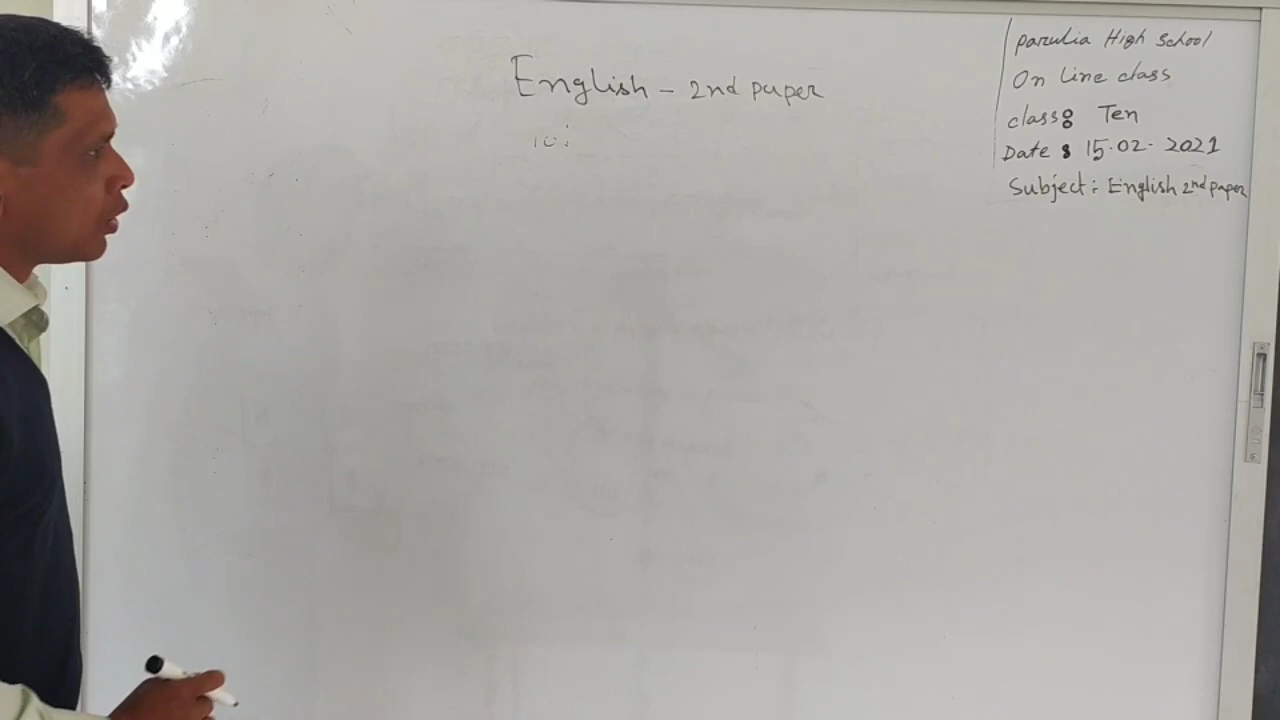 English - 2nd paper
Parulia High School
On Line class
class: Ten
Date: 15.02.2021
Subject: English 2nd paper